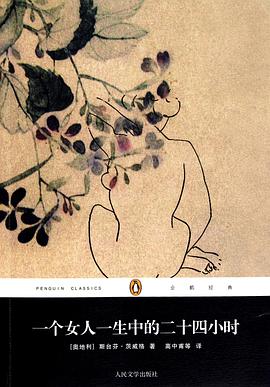 PENGUIN CLASSICS 企鹅经典
一个女人一生中的二十四小时
[奥地利] 斯台芬·茨威格 著 高中甫等 译
人民文学出版社